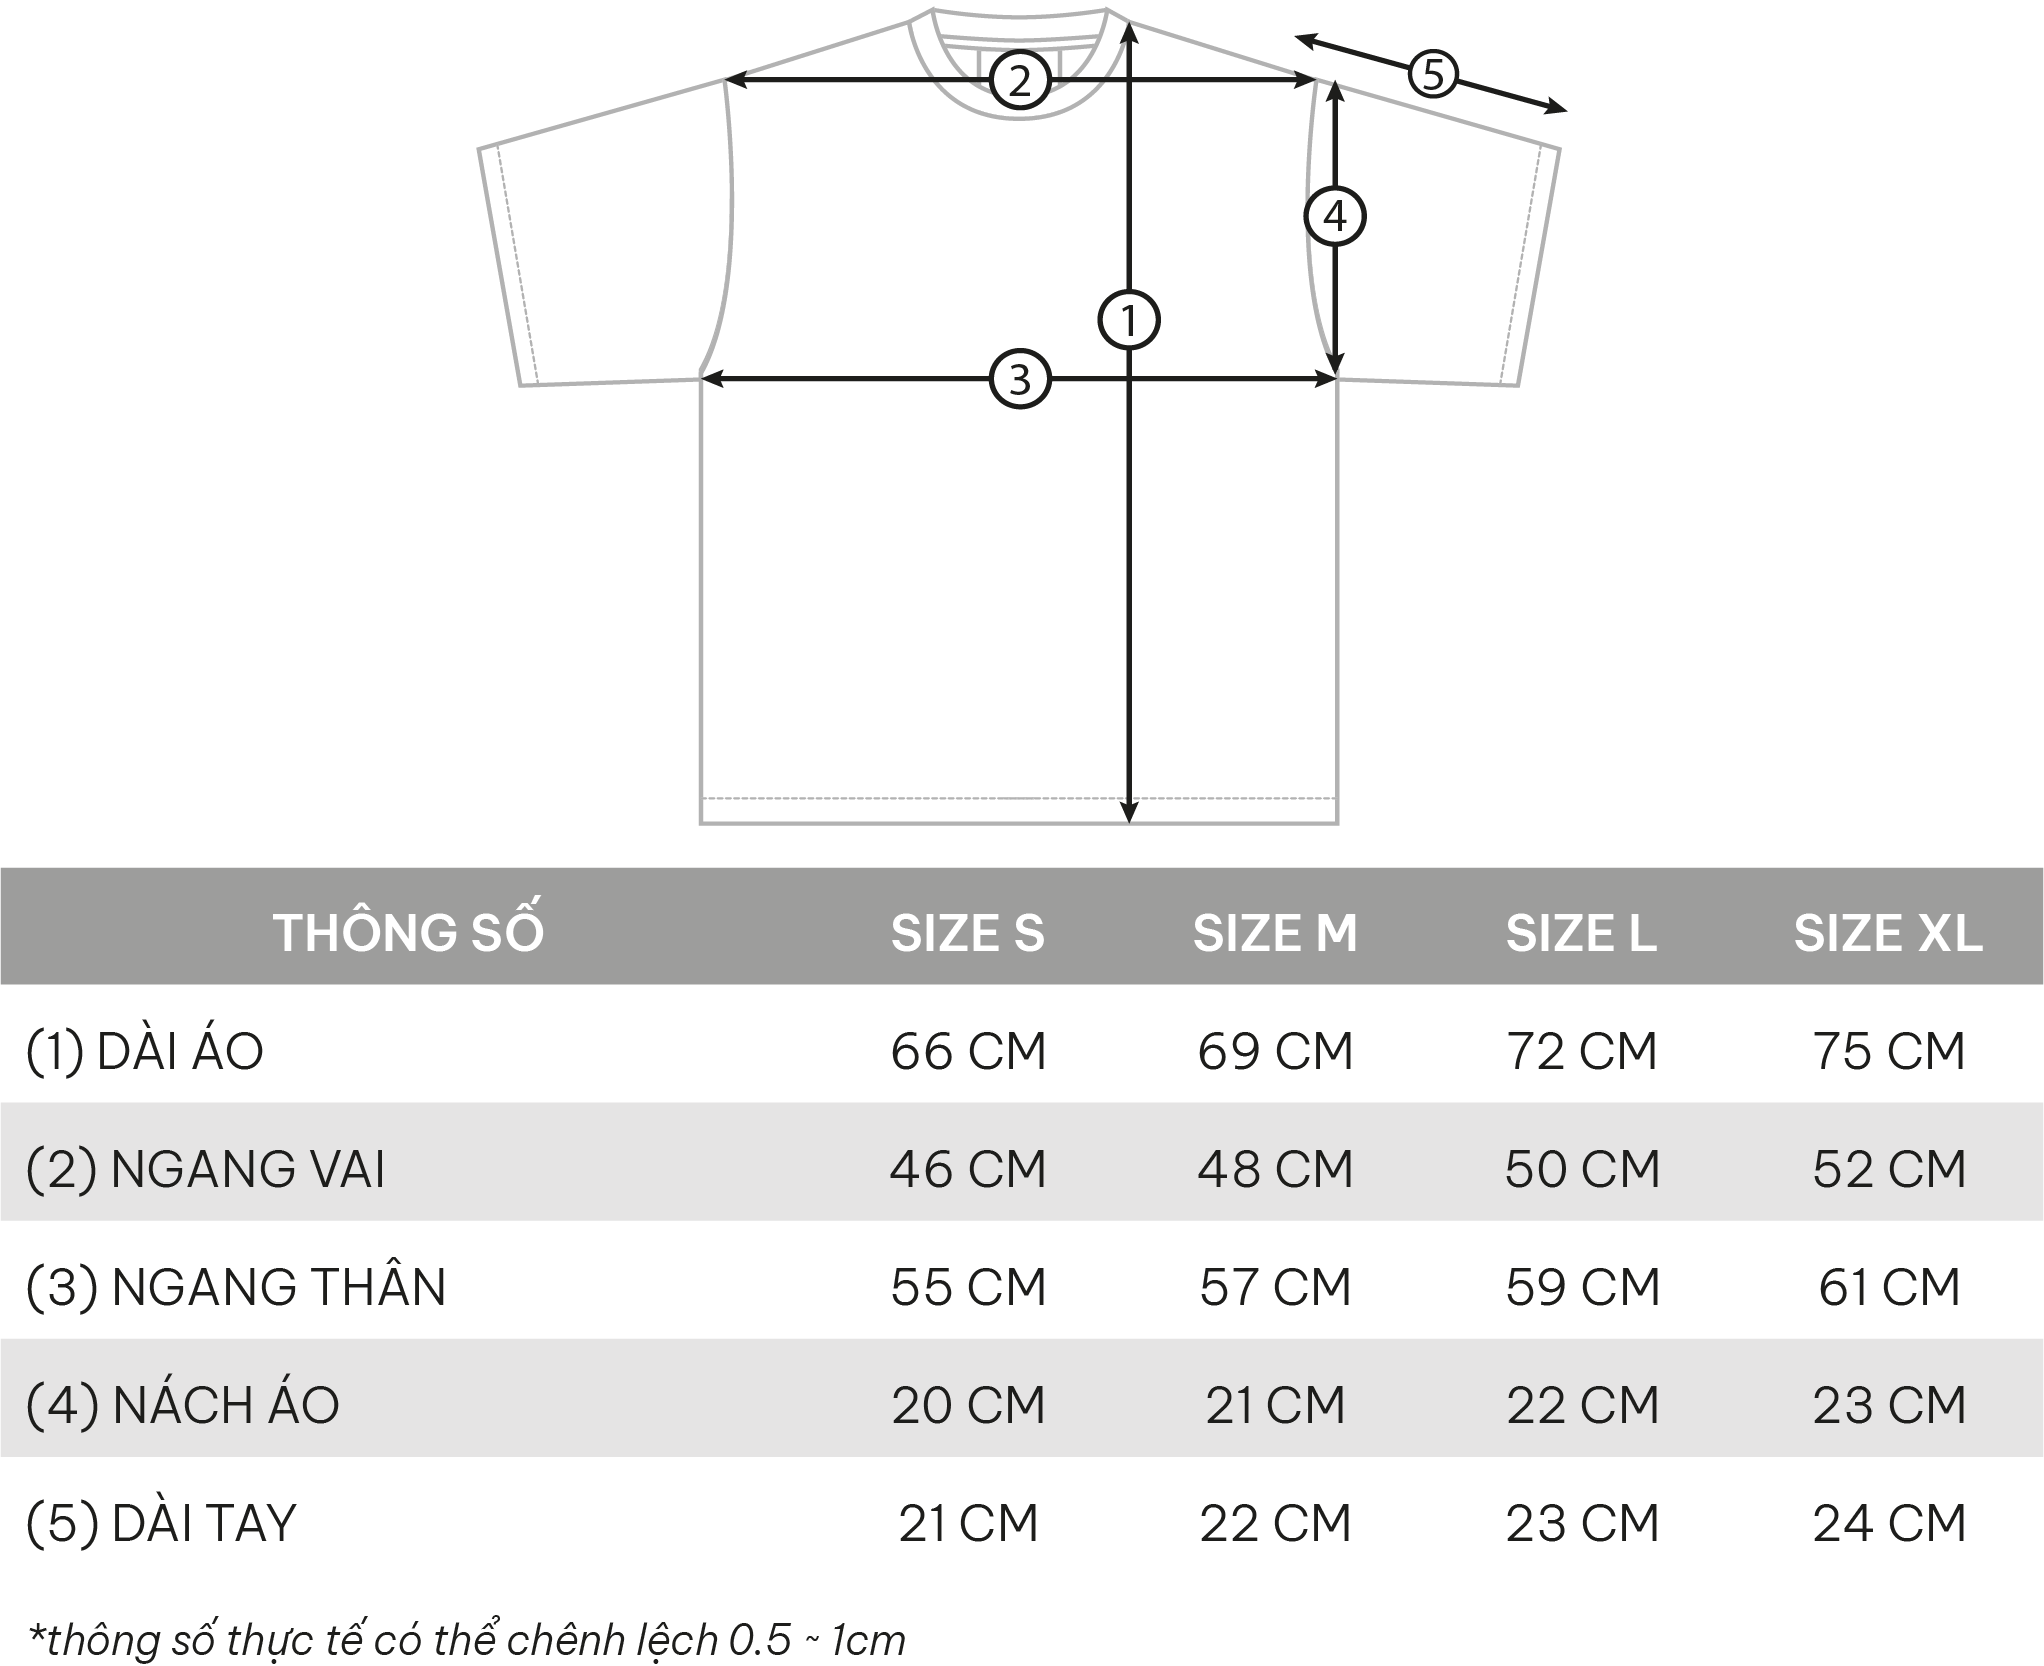 5
2
4
1
3
THÔNG SỐ SIZE S SIZE M SIZE L SIZE XL
(1) DÀI ÁO 66 CM 69 CM 72 CM 75 CM
(2) NGANG VAI 46 CM 48 CM 50 CM 52 CM
(3) NGANG THÂN 55 CM 57 CM 59 CM 61 CM
(4) NÁCH ÁO 20 CM 21 CM 22 CM 23 CM
(5) DÀI TAY 21 CM 22 CM 23 CM 24 CM
*thông số thực tế có thể chênh lệch 0.5 ~ 1cm